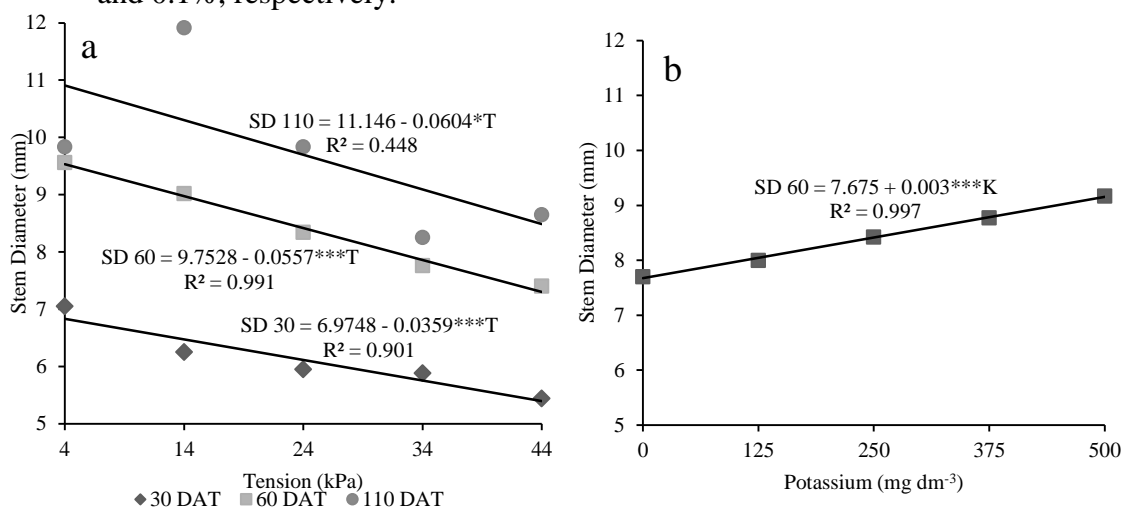 and 6.1%, respectively.
a
12
11
10
9
8
7
6
5
Stem Diameter (mm)
SD 110 = 11.146 - 0.0604*T
R² = 0.448
SD 60 = 9.7528 - 0.0557***T
R² = 0.991
SD 30 = 6.9748 - 0.0359***T
R² = 0.901
4 14 24 34 44
Tension (kPa)
30 DAT 60 DAT 110 DAT
b
12
11
10
9
8
7
6
5
Stem Diameter (mm)
SD 60 = 7.675 + 0.003***K
R² = 0.997
0 125 250 375 500
Potassium (mg dm-3)